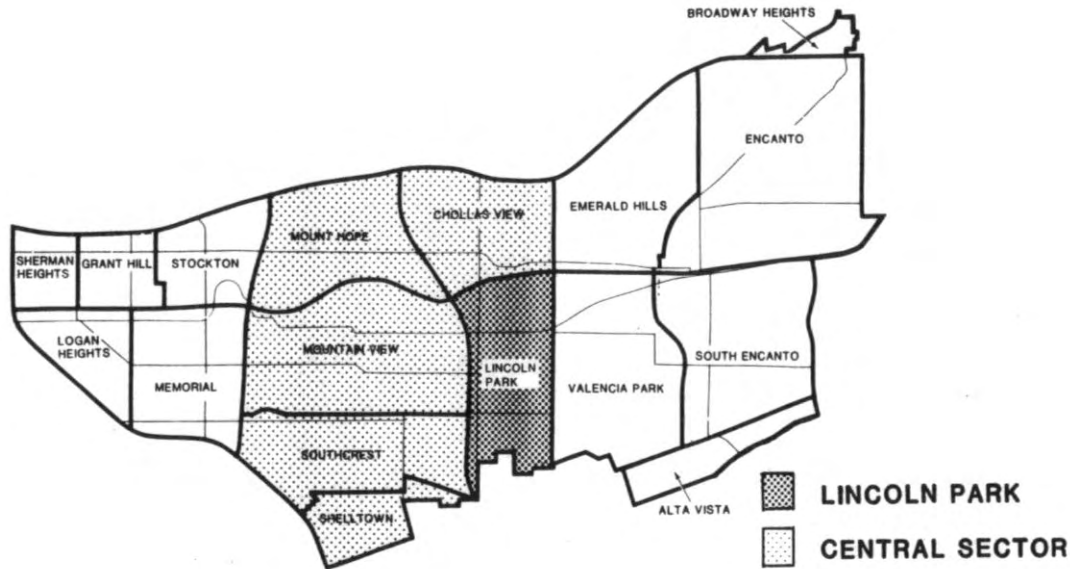 BROADWAY HEIGHTS
ENCANTO
EMERALD HILLS
CHOLLAS VIEW
MOUNT HOPE
SHERMAN
HEIGHTS
GRANT HILL
STOCKTON
LOGAN
HEIGHTS
MEMORIAL
MOUNTAIN VIEW
LINCOLN
PARK
VALENCIA PARK
SOUTH ENCANTO
SOUTHCREST
SHELLTOWN
ALTA VISTA
LINCOLN PARK
CENTRAL SECTOR